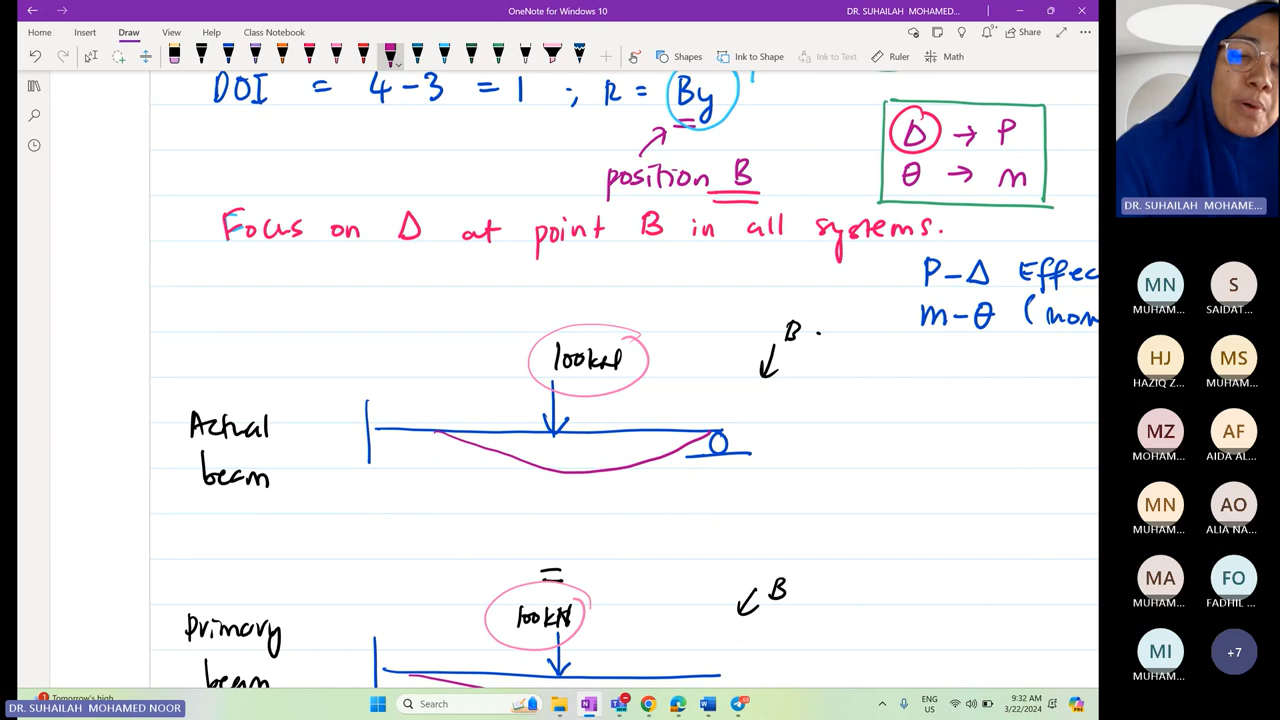 OneNote for Windows 10
DR. SUHAILAH MOHAMED...
Home Insert Draw View Help Class Notebook
9+
Share
Shapes Ink to Shape Ink to Text Ruler Math
DOI = 4-3 = 1 ; R = By
Δ → P
θ → m
position B
Focus on Δ at point B in all systems.
P-Δ Effec
m-θ (mom
B
100kN
Actual
beam
=
100kN
B
Primary
beam
DR. SUHAILAH MOHAME...
MN S
MUHAM... SAIDAT...
HJ MS
HAZIQ Z... MUHAM...
MZ AF
MOHAM... AIDA AL...
MN AO
MUHAM... ALIA NA...
MA FO
MUHAM... FADHIL ...
MI +7
MUHAM...
1 Tomorrow's high
DR. SUHAILAH MOHAMED NOOR
Search
ENG
US
9:32 AM
3/22/2024